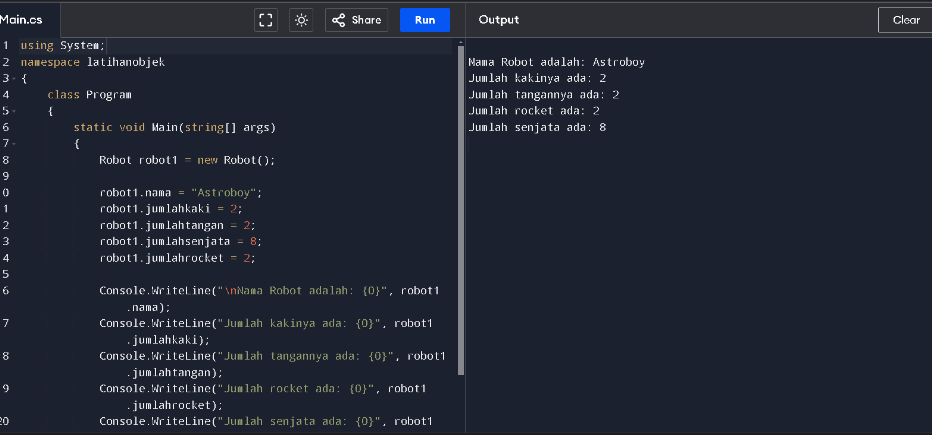 Main.cs
Share
Run
Output
Clear
1 using System;
2 namespace latihanobjek
3 {
4 class Program
5 {
6 static void Main(string[] args)
7 {
8 Robot robot1 = new Robot();
9
0 robot1.nama = "Astroboy";
1 robot1.jumlahkaki = 2;
2 robot1.jumlahtangan = 2;
3 robot1.jumlahsenjata = 8;
4 robot1.jumlahrocket = 2;
5
6 Console.WriteLine("\nNama Robot adalah: {0}", robot1
.nama);
7 Console.WriteLine("Jumlah kakinya ada: {0}", robot1
.jumlahkaki);
8 Console.WriteLine("Jumlah tangannya ada: {0}", robot1
.jumlahtangan);
9 Console.WriteLine("Jumlah rocket ada: {0}", robot1
.jumlahrocket);
20 Console.WriteLine("Jumlah senjata ada: {0}", robot1
Nama Robot adalah: Astroboy
Jumlah kakinya ada: 2
Jumlah tangannya ada: 2
Jumlah rocket ada: 2
Jumlah senjata ada: 8